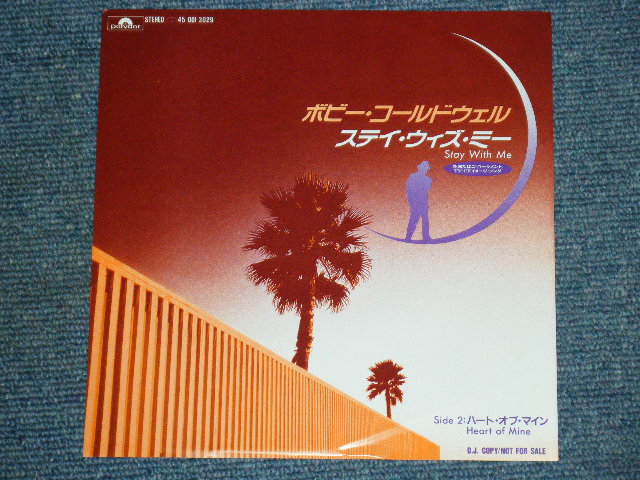 polydor
STEREO 45 DDI 3029
ボビー・コールドウェル
ステイ・ウィズ・ミー
Stay With Me
Side 2:ハート・オブ・マイン
Heart of Mine
D.J. COPY/NOT FOR SALE